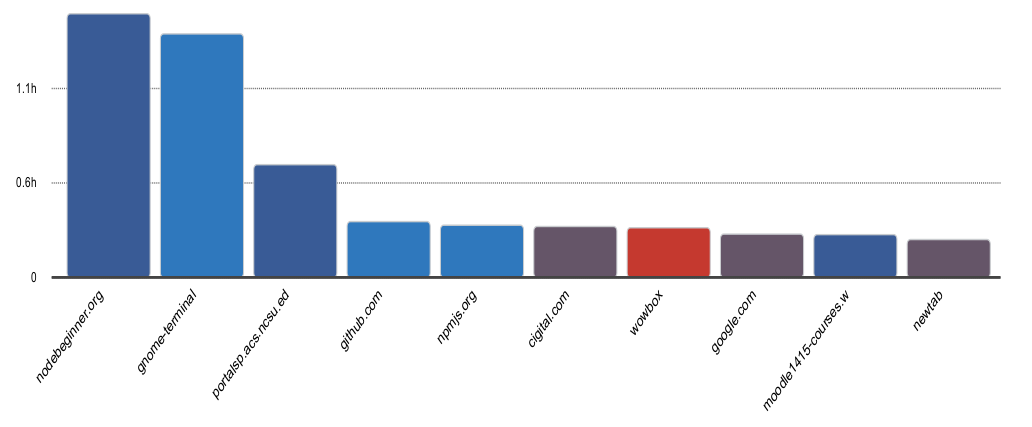 1.1h
0.6h
0
nodebeginner.org
gnome-terminal
portalsp.acs.ncsu.ed
github.com
npmjs.org
cigital.com
wowbox
google.com
moodle1415-courses.w
newtab